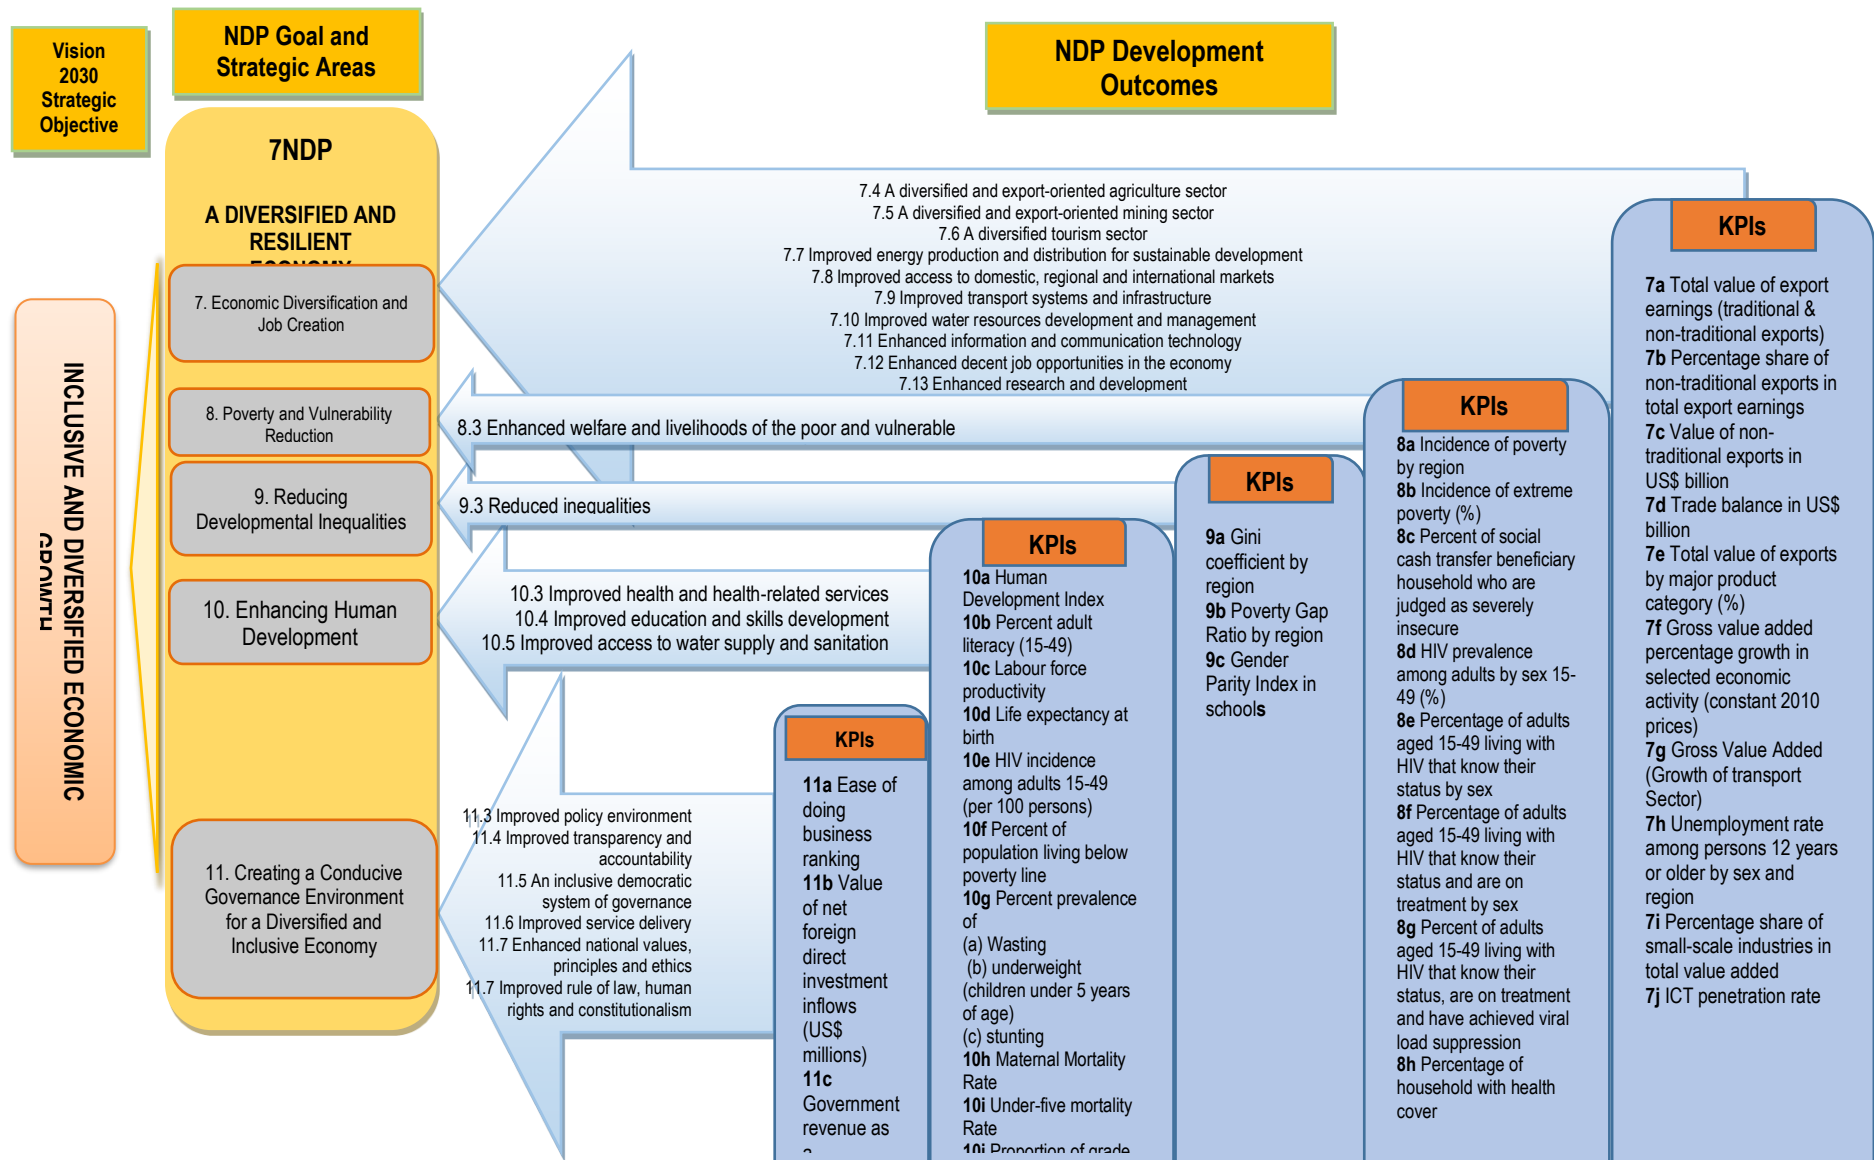 Vision
2030
Strategic
Objective
NDP Goal and
Strategic Areas
NDP Development
Outcomes
INCLUSIVE AND DIVERSIFIED ECONOMIC
GROWTH
7NDP
A DIVERSIFIED AND
RESILIENT
ECONOMY
7. Economic Diversification and
Job Creation
8. Poverty and Vulnerability
Reduction
9. Reducing
Developmental Inequalities
10. Enhancing Human
Development
11. Creating a Conducive
Governance Environment
for a Diversified and
Inclusive Economy
7.4 A diversified and export-oriented agriculture sector
7.5 A diversified and export-oriented mining sector
7.6 A diversified tourism sector
7.7 Improved energy production and distribution for sustainable development
7.8 Improved access to domestic, regional and international markets
7.9 Improved transport systems and infrastructure
7.10 Improved water resources development and management
7.11 Enhanced information and communication technology
7.12 Enhanced decent job opportunities in the economy
7.13 Enhanced research and development
8.3 Enhanced welfare and livelihoods of the poor and vulnerable
9.3 Reduced inequalities
10.3 Improved health and health-related services
10.4 Improved education and skills development
10.5 Improved access to water supply and sanitation
11.3 Improved policy environment
11.4 Improved transparency and
accountability
11.5 An inclusive democratic
system of governance
11.6 Improved service delivery
11.7 Enhanced national values,
principles and ethics
11.7 Improved rule of law, human
rights and constitutionalism
KPIs
11a Ease of
doing
business
ranking
11b Value
of net
foreign
direct
investment
inflows
(US$
millions)
11c
Government
revenue as
a
KPIs
10a Human
Development Index
10b Percent adult
literacy (15-49)
10c Labour force
productivity
10d Life expectancy at
birth
10e HIV incidence
among adults 15-49
(per 100 persons)
10f Percent of
population living below
poverty line
10g Percent prevalence
of
(a) Wasting
(b) underweight
(children under 5 years
of age)
(c) stunting
10h Maternal Mortality
Rate
10i Under-five mortality
Rate
10j Proportion of grade
KPIs
9a Gini
coefficient by
region
9b Poverty Gap
Ratio by region
9c Gender
Parity Index in
schools
KPIs
8a Incidence of poverty
by region
8b Incidence of extreme
poverty (%)
8c Percent of social
cash transfer beneficiary
household who are
judged as severely
insecure
8d HIV prevalence
among adults by sex 15-
49 (%)
8e Percentage of adults
aged 15-49 living with
HIV that know their
status by sex
8f Percentage of adults
aged 15-49 living with
HIV that know their
status and are on
treatment by sex
8g Percent of adults
aged 15-49 living with
HIV that know their
status, are on treatment
and have achieved viral
load suppression
8h Percentage of
household with health
cover
KPIs
7a Total value of export
earnings (traditional &
non-traditional exports)
7b Percentage share of
non-traditional exports in
total export earnings
7c Value of non-
traditional exports in
US$ billion
7d Trade balance in US$
billion
7e Total value of exports
by major product
category (%)
7f Gross value added
percentage growth in
selected economic
activity (constant 2010
prices)
7g Gross Value Added
(Growth of transport
Sector)
7h Unemployment rate
among persons 12 years
or older by sex and
region
7i Percentage share of
small-scale industries in
total value added
7j ICT penetration rate